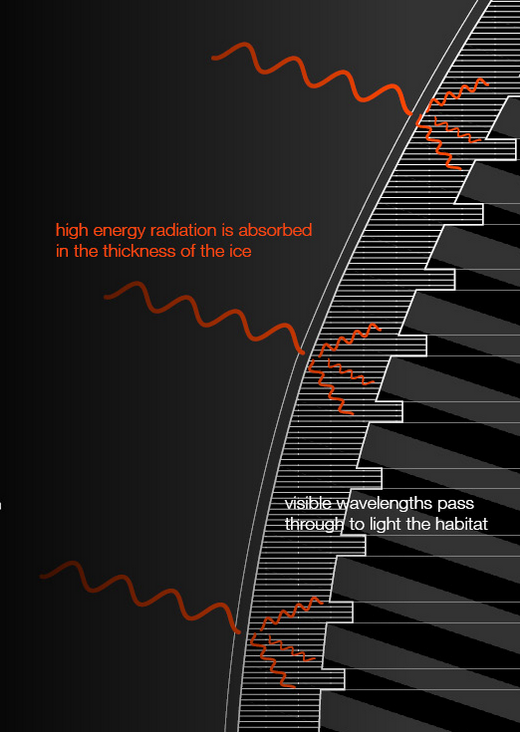 high energy radiation is absorbed
in the thickness of the ice
visible wavelengths pass
through to light the habitat